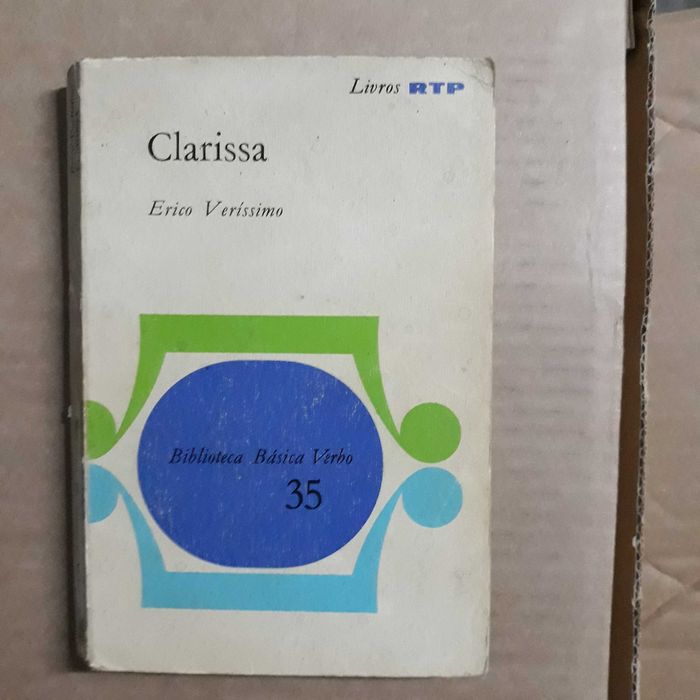 Livros RTP
Clarissa
Erico Veríssimo
Biblioteca Básica Verbo
35